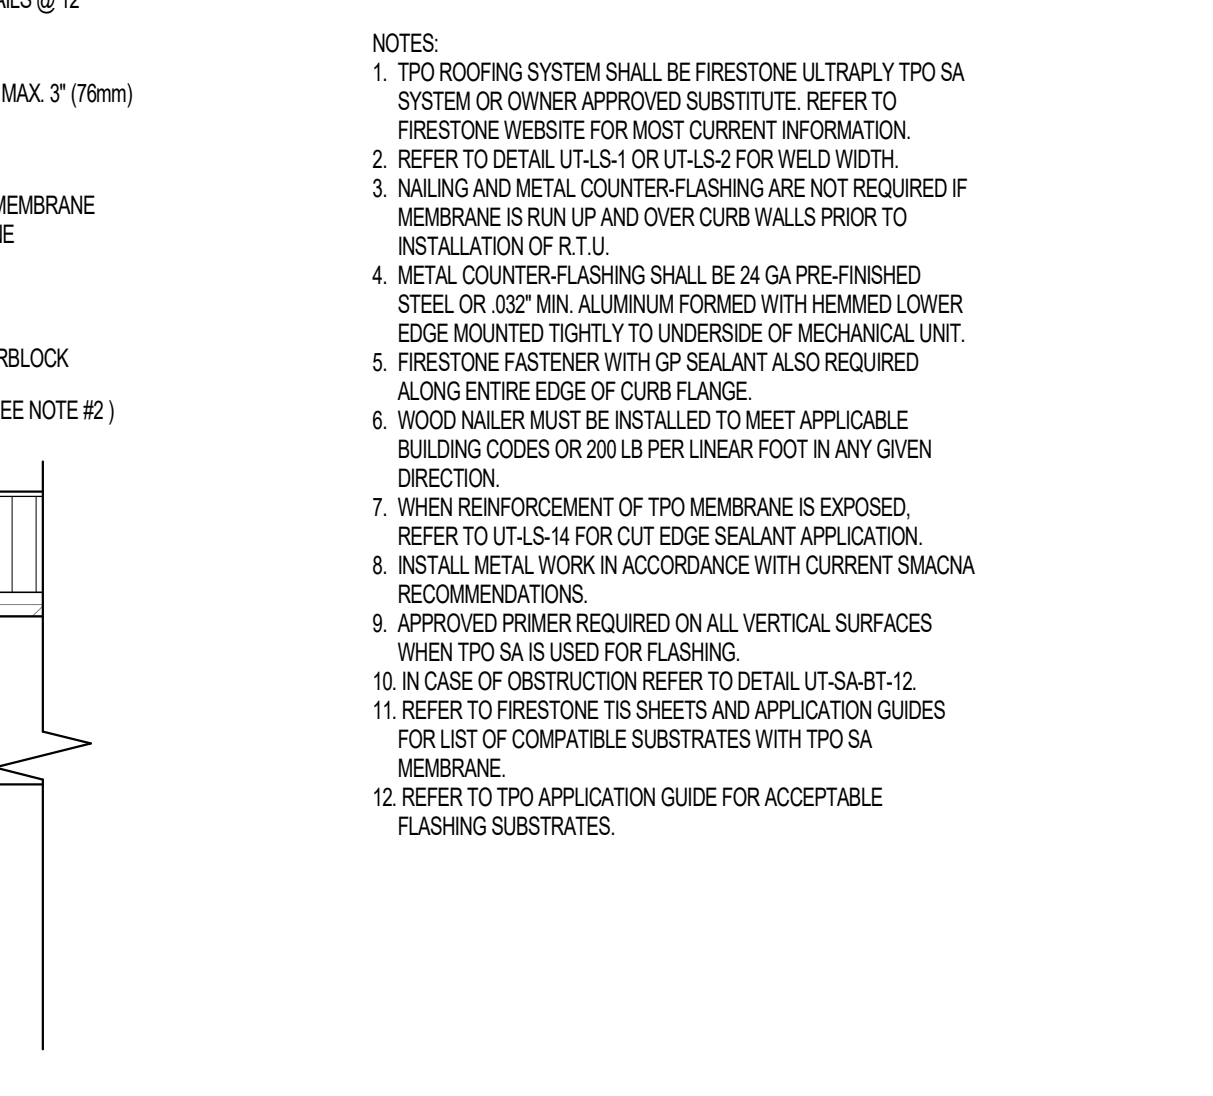 @ 12"
MAX. 3" (76mm)
MEMBRANE
EE NOTE #2 )
NOTES:
1. TPO ROOFING SYSTEM SHALL BE FIRESTONE ULTRAPLY TPO SA
SYSTEM OR OWNER APPROVED SUBSTITUTE. REFER TO
FIRESTONE WEBSITE FOR MOST CURRENT INFORMATION.
2. REFER TO DETAIL UT-LS-1 OR UT-LS-2 FOR WELD WIDTH.
3. NAILING AND METAL COUNTER-FLASHING ARE NOT REQUIRED IF
MEMBRANE IS RUN UP AND OVER CURB WALLS PRIOR TO
INSTALLATION OF R.T.U.
4. METAL COUNTER-FLASHING SHALL BE 24 GA PRE-FINISHED
STEEL OR .032" MIN. ALUMINUM FORMED WITH HEMMED LOWER
EDGE MOUNTED TIGHTLY TO UNDERSIDE OF MECHANICAL UNIT.
5. FIRESTONE FASTENER WITH GP SEALANT ALSO REQUIRED
ALONG ENTIRE EDGE OF CURB FLANGE.
6. WOOD NAILER MUST BE INSTALLED TO MEET APPLICABLE
BUILDING CODES OR 200 LB PER LINEAR FOOT IN ANY GIVEN
DIRECTION.
7. WHEN REINFORCEMENT OF TPO MEMBRANE IS EXPOSED,
REFER TO UT-LS-14 FOR CUT EDGE SEALANT APPLICATION.
8. INSTALL METAL WORK IN ACCORDANCE WITH CURRENT SMACNA
RECOMMENDATIONS.
9. APPROVED PRIMER REQUIRED ON ALL VERTICAL SURFACES
WHEN TPO SA IS USED FOR FLASHING.
10. IN CASE OF OBSTRUCTION REFER TO DETAIL UT-SA-BT-12.
11. REFER TO FIRESTONE TIS SHEETS AND APPLICATION GUIDES
FOR LIST OF COMPATIBLE SUBSTRATES WITH TPO SA
MEMBRANE.
12. REFER TO TPO APPLICATION GUIDE FOR ACCEPTABLE
FLASHING SUBSTRATES.